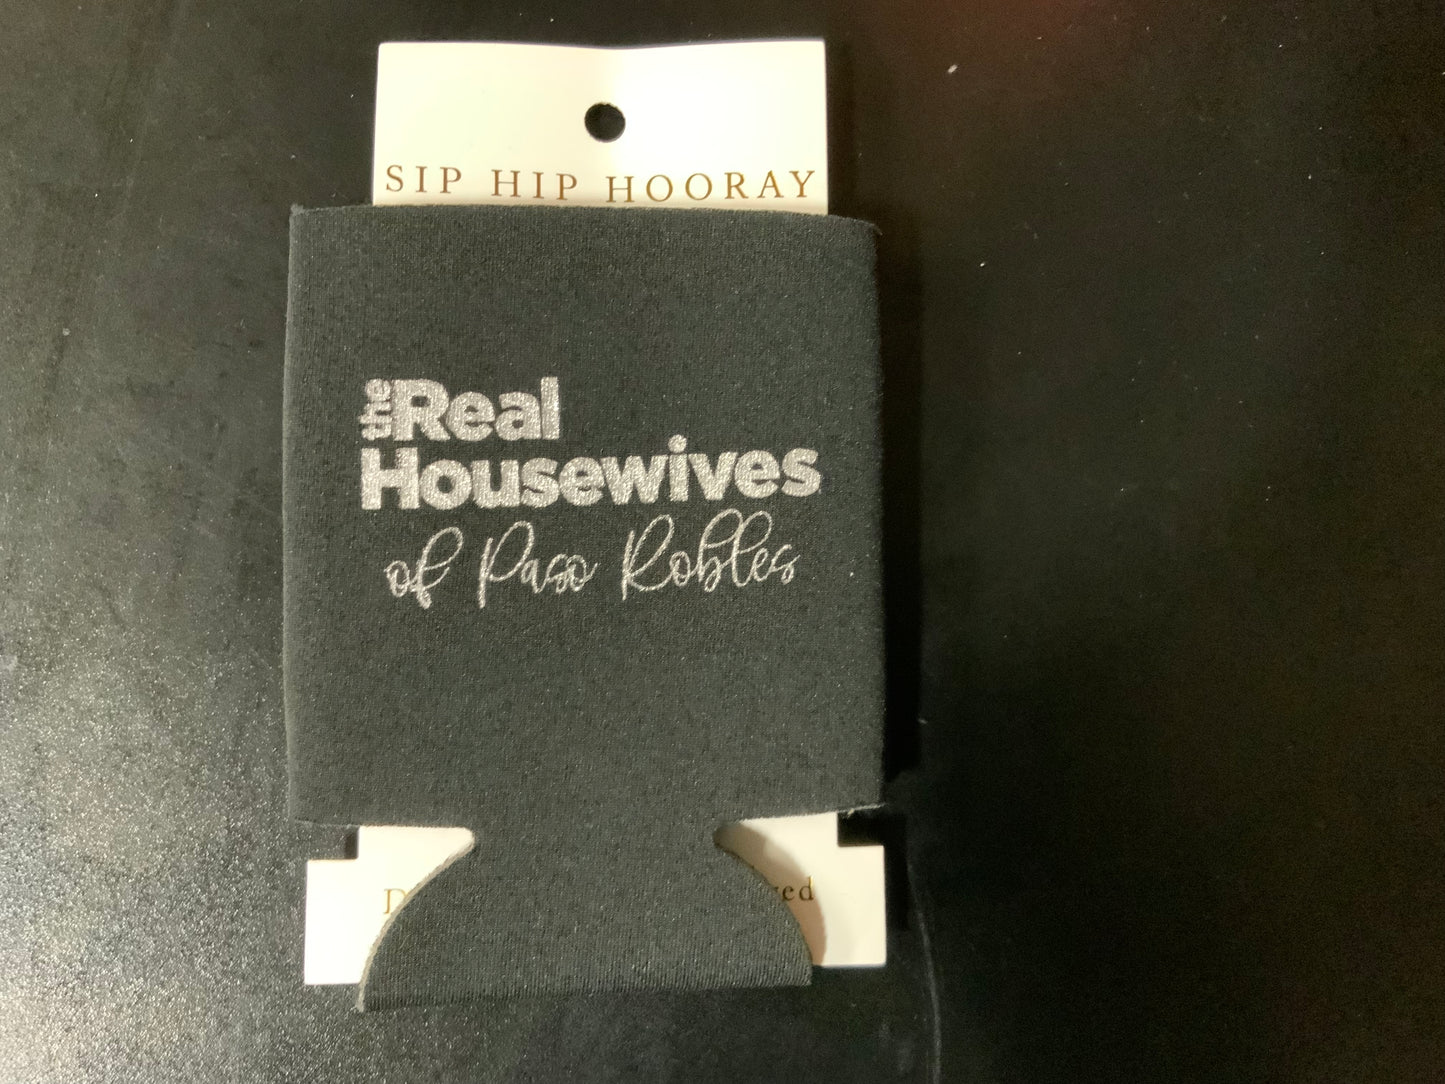 SIP HIP HOORAY
the Real
Housewives
of Paso Robles